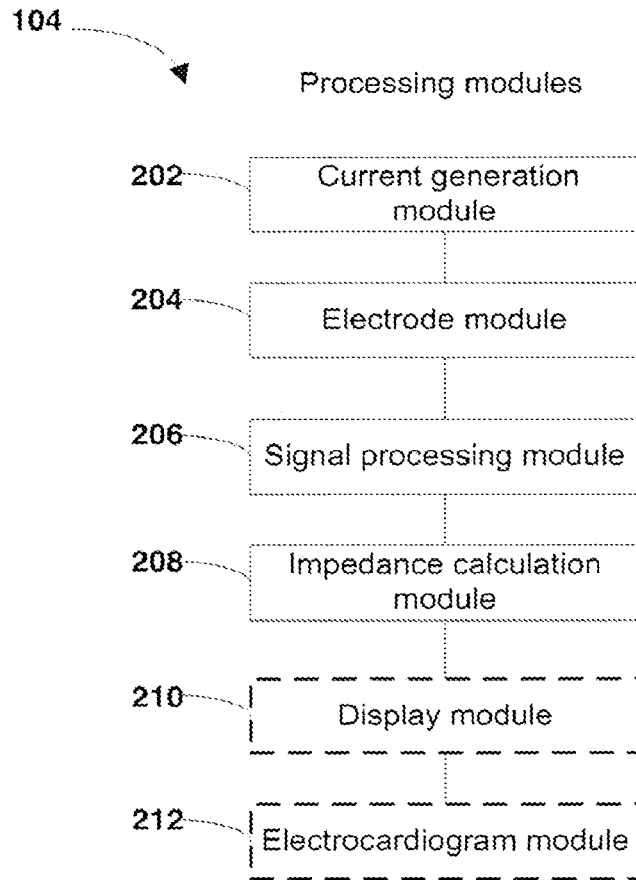 104
Processing modules
202
Current generation
module
204
Electrode module
206
Signal processing module
208
Impedance calculation
module
210
Display module
212
Electrocardiogram module